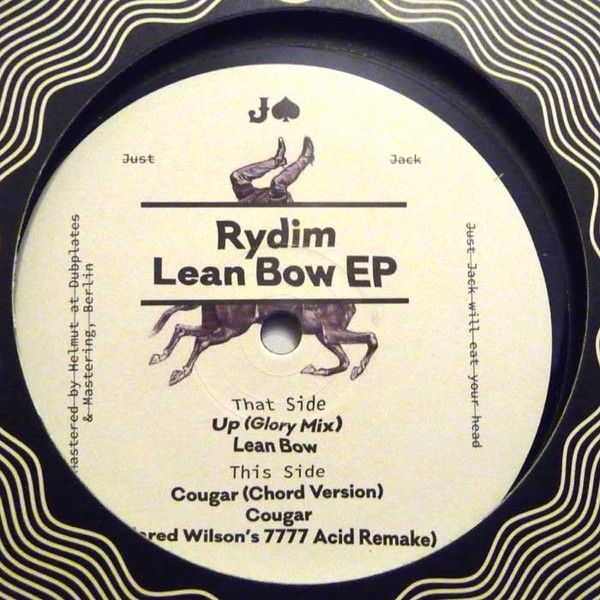 J♠
Just
Jack
Rydim
Lean Bow EP
Mastered by Helmut at Dubplates
& Mastering, Berlin
Just Jack will eat your head
That Side
Up (Glory Mix)
Lean Bow
This Side
Cougar (Chord Version)
Cougar
Wilson's 7777 Acid Remake)